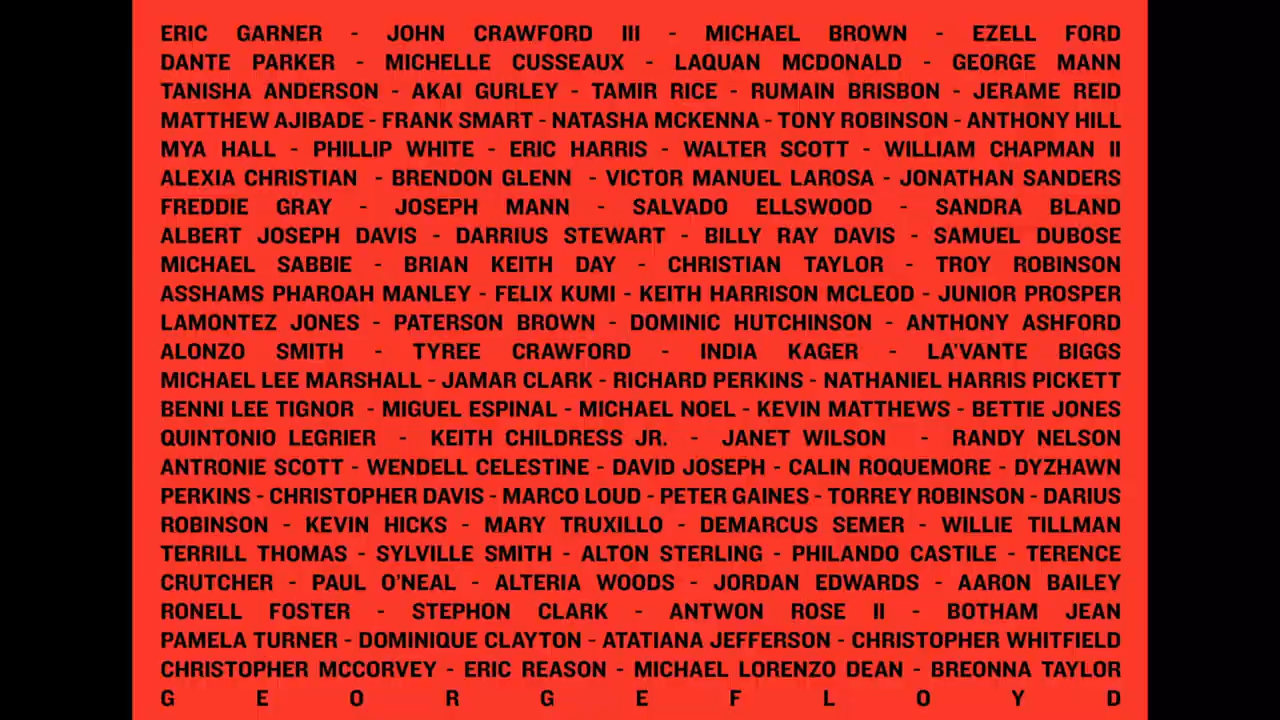 ERIC GARNER - JOHN CRAWFORD III - MICHAEL BROWN - EZELL FORD
DANTE PARKER - MICHELLE CUSSEAUX - LAQUAN MCDONALD - GEORGE MANN
TANISHA ANDERSON - AKAI GURLEY - TAMIR RICE - RUMAIN BRISBON - JERAME REID
MATTHEW AJIBADE - FRANK SMART - NATASHA MCKENNA - TONY ROBINSON - ANTHONY HILL
MYA HALL - PHILLIP WHITE - ERIC HARRIS - WALTER SCOTT - WILLIAM CHAPMAN II
ALEXIA CHRISTIAN - BRENDON GLENN - VICTOR MANUEL LAROSA - JONATHAN SANDERS
FREDDIE GRAY - JOSEPH MANN - SALVADO ELLSWOOD - SANDRA BLAND
ALBERT JOSEPH DAVIS - DARRIUS STEWART - BILLY RAY DAVIS - SAMUEL DUBOSE
MICHAEL SABBIE - BRIAN KEITH DAY - CHRISTIAN TAYLOR - TROY ROBINSON
ASSHAMS PHAROAH MANLEY - FELIX KUMI - KEITH HARRISON MCLEOD - JUNIOR PROSPER
LAMONTEZ JONES - PATERSON BROWN - DOMINIC HUTCHINSON - ANTHONY ASHFORD
ALONZO SMITH - TYREE CRAWFORD - INDIA KAGER - LA'VANTE BIGGS
MICHAEL LEE MARSHALL - JAMAR CLARK - RICHARD PERKINS - NATHANIEL HARRIS PICKETT
BENNI LEE TIGNOR - MIGUEL ESPINAL - MICHAEL NOEL - KEVIN MATTHEWS - BETTIE JONES
QUINTONIO LEGRIER - KEITH CHILDRESS JR. - JANET WILSON - RANDY NELSON
ANTRONIE SCOTT - WENDELL CELESTINE - DAVID JOSEPH - CALIN ROQUEMORE - DYZHAWN
PERKINS - CHRISTOPHER DAVIS - MARCO LOUD - PETER GAINES - TORREY ROBINSON - DARIUS
ROBINSON - KEVIN HICKS - MARY TRUXILLO - DEMARCUS SEMER - WILLIE TILLMAN
TERRILL THOMAS - SYLVILLE SMITH - ALTON STERLING - PHILANDO CASTILE - TERENCE
CRUTCHER - PAUL O'NEAL - ALTERIA WOODS - JORDAN EDWARDS - AARON BAILEY
RONELL FOSTER - STEPHON CLARK - ANTWON ROSE II - BOTHAM JEAN
PAMELA TURNER - DOMINIQUE CLAYTON - ATATIANA JEFFERSON - CHRISTOPHER WHITFIELD
CHRISTOPHER MCCORVEY - ERIC REASON - MICHAEL LORENZO DEAN - BREONNA TAYLOR
G E O R G E F L O Y D